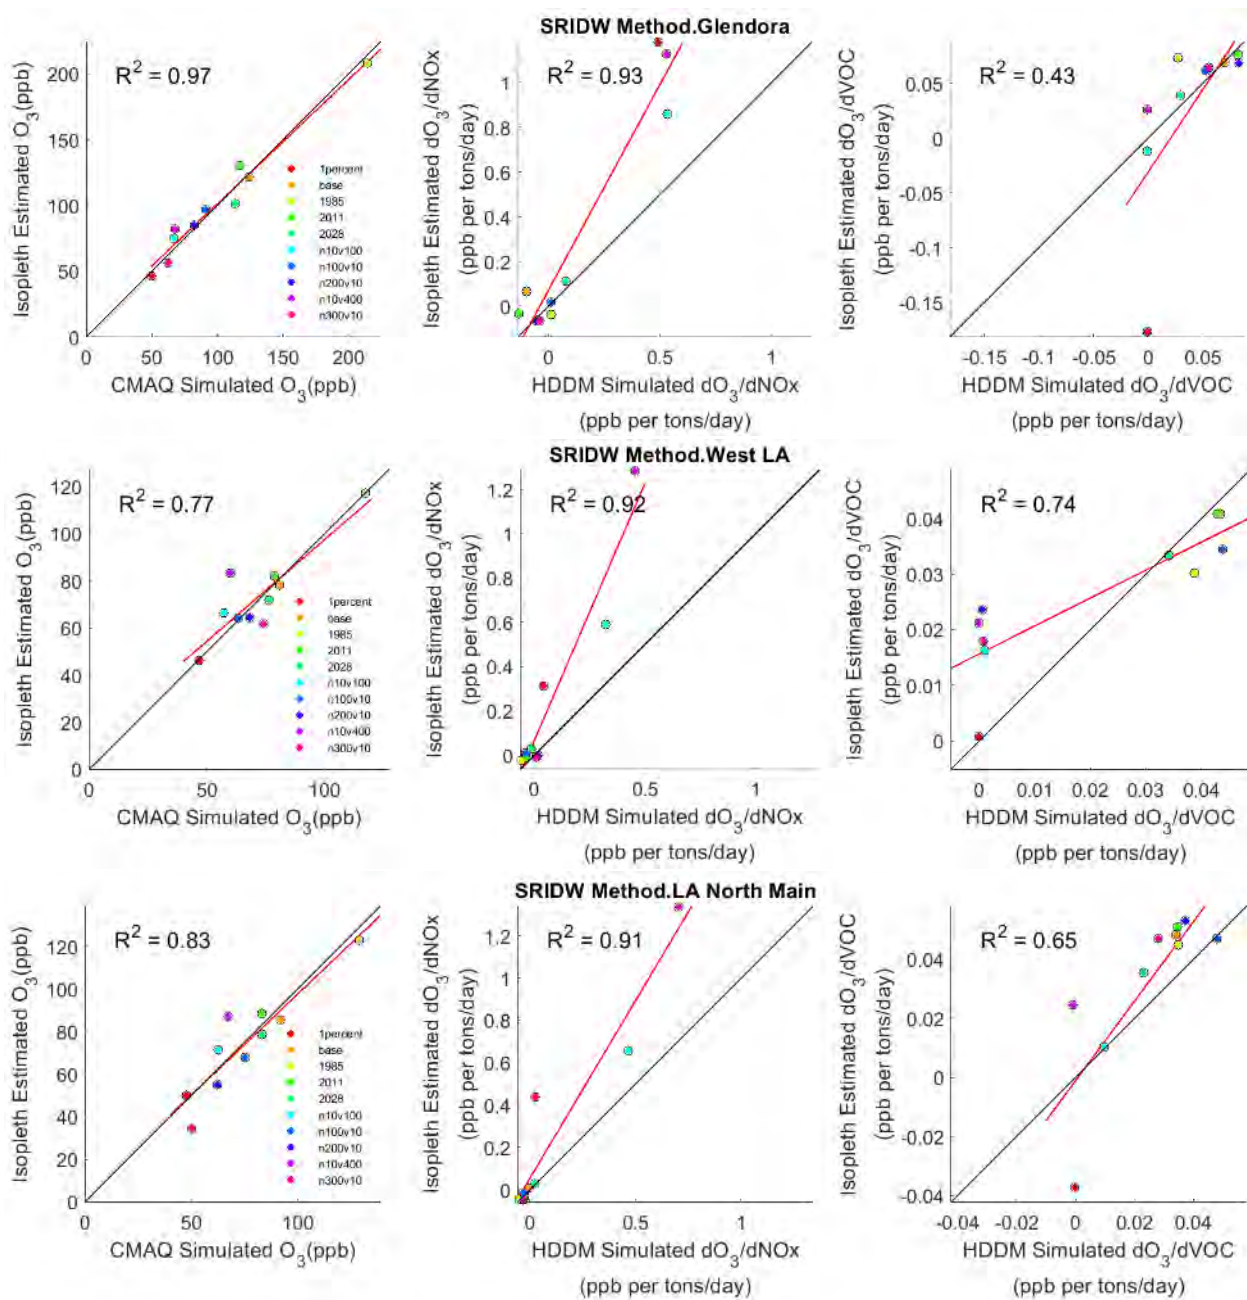 SRIDW Method.Glendora
Isopleth Estimated O3(ppb)
200
150
100
50
0
R2 = 0.97
1percent
base
1985
2011
2028
n10v100
n100v10
n200v10
n10v400
n300v10
0 50 100 150 200
CMAQ Simulated O3(ppb)
Isopleth Estimated dO3/dNOx
(ppb per tons/day)
1
0.8
0.6
0.4
0.2
0
R2 = 0.93
0 0.5 1
HDDM Simulated dO3/dNOx
(ppb per tons/day)
Isopleth Estimated dO3/dVOC
(ppb per tons/day)
0.05
0
-0.05
-0.1
-0.15
R2 = 0.43
-0.15 -0.1 -0.05 0 0.05
HDDM Simulated dO3/dVOC
(ppb per tons/day)
SRIDW Method.West LA
Isopleth Estimated O3(ppb)
120
100
80
60
40
20
0
R2 = 0.77
1percent
base
1985
2011
2028
n10v100
n100v10
n200v10
n10v400
n300v10
0 50 100
CMAQ Simulated O3(ppb)
Isopleth Estimated dO3/dNOx
(ppb per tons/day)
1.2
1
0.8
0.6
0.4
0.2
0
R2 = 0.92
0 0.5 1
HDDM Simulated dO3/dNOx
(ppb per tons/day)
Isopleth Estimated dO3/dVOC
(ppb per tons/day)
0.04
0.03
0.02
0.01
0
R2 = 0.74
0 0.01 0.02 0.03 0.04
HDDM Simulated dO3/dVOC
(ppb per tons/day)
SRIDW Method.LA North Main
Isopleth Estimated O3(ppb)
120
100
80
60
40
20
0
R2 = 0.83
1percent
base
1985
2011
2028
n10v100
n100v10
n200v10
n10v400
n300v10
0 50 100
CMAQ Simulated O3(ppb)
Isopleth Estimated dO3/dNOx
(ppb per tons/day)
1.2
1
0.8
0.6
0.4
0.2
0
R2 = 0.91
0 0.5 1
HDDM Simulated dO3/dNOx
(ppb per tons/day)
Isopleth Estimated dO3/dVOC
(ppb per tons/day)
0.04
0.02
0
-0.02
-0.04
R2 = 0.65
-0.04 -0.02 0 0.02 0.04
HDDM Simulated dO3/dVOC
(ppb per tons/day)